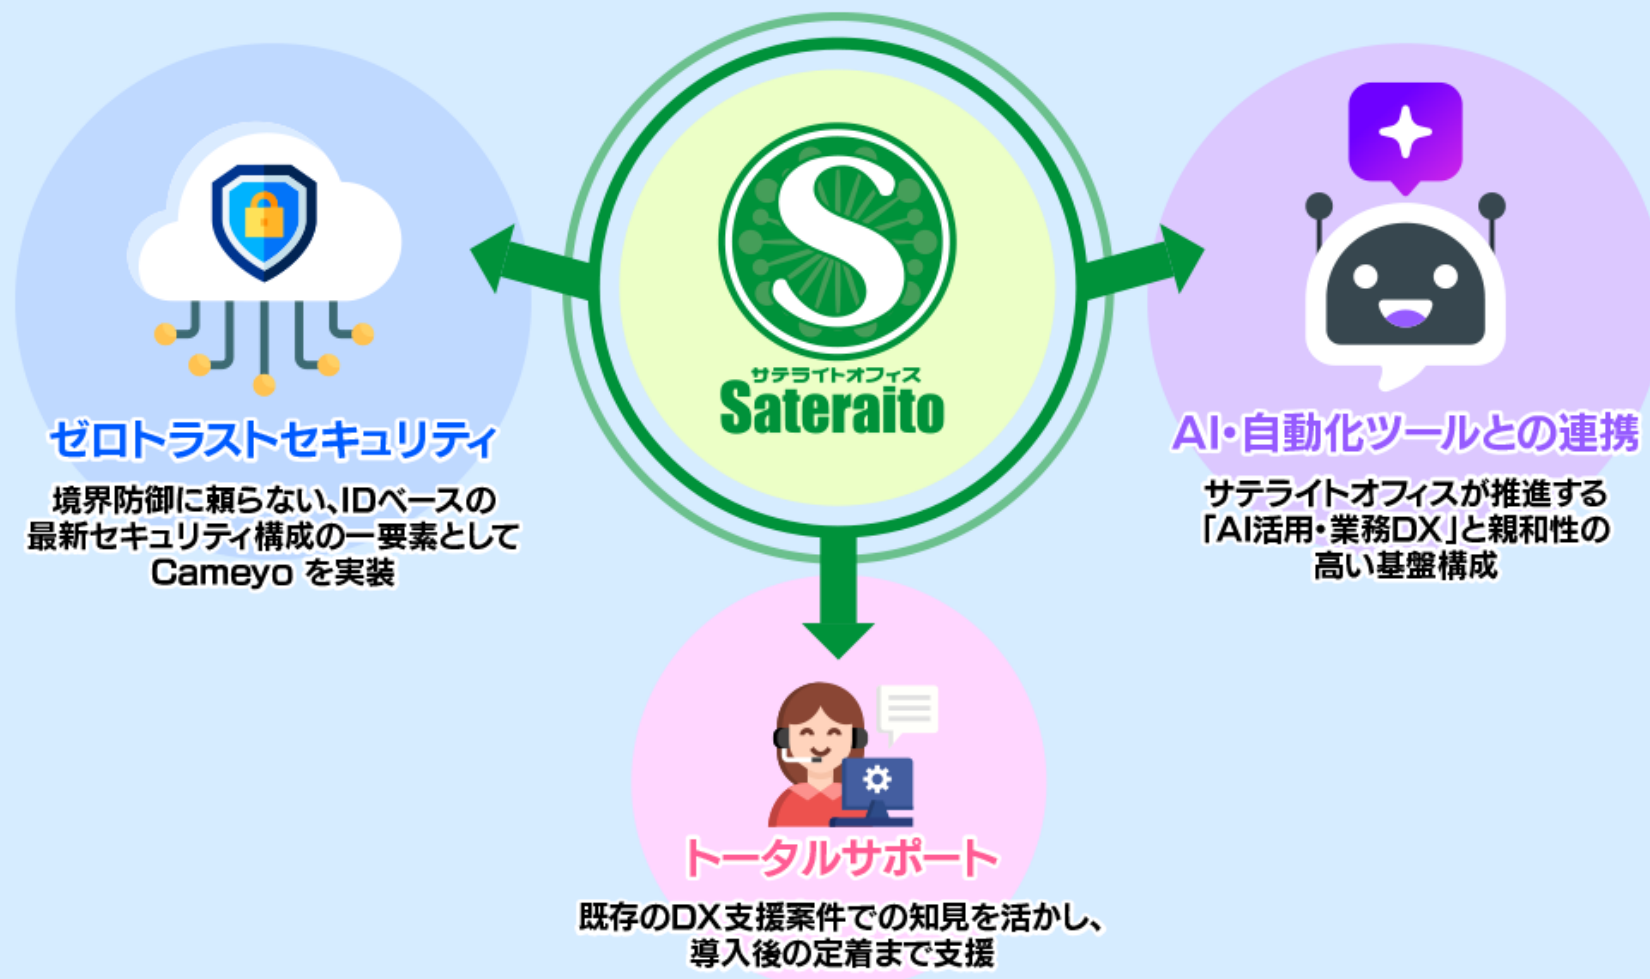 サテライトオフィス
Sateraito
ゼロトラストセキュリティ
境界防御に頼らない、IDベースの
最新セキュリティ構成の一要素として
Cameyo を実装
AI・自動化ツールとの連携
サテライトオフィスが推進する
「AI活用・業務DX」と親和性の
高い基盤構成
トータルサポート
既存のDX支援案件での知見を活かし、
導入後の定着まで支援